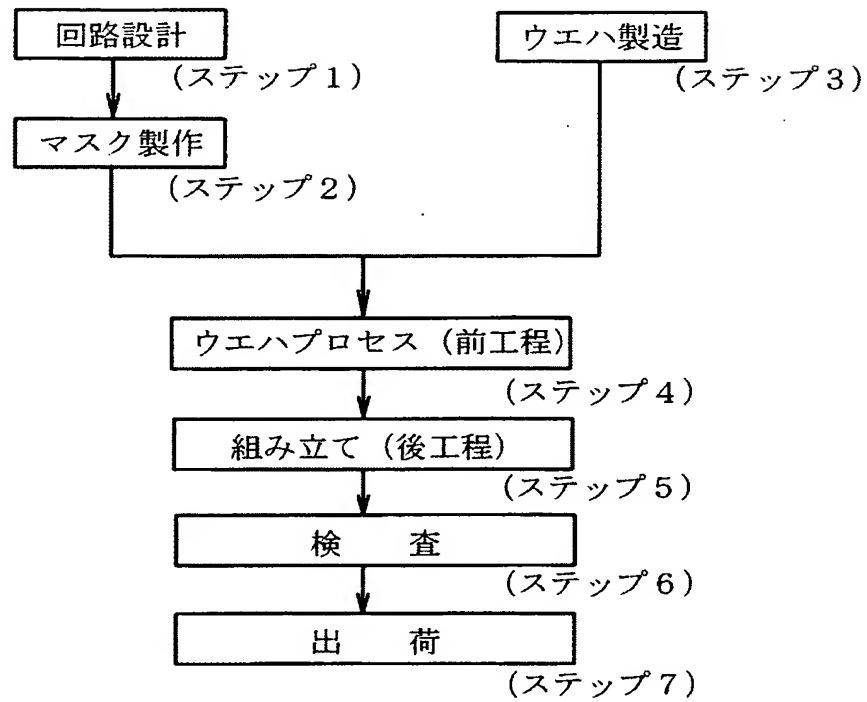 回路設計
(ステップ1)
マスク製作
(ステップ2)
ウエハ製造
(ステップ3)
ウエハプロセス (前工程)
(ステップ4)
組み立て (後工程)
(ステップ5)
検 査
(ステップ6)
出 荷
(ステップ7)